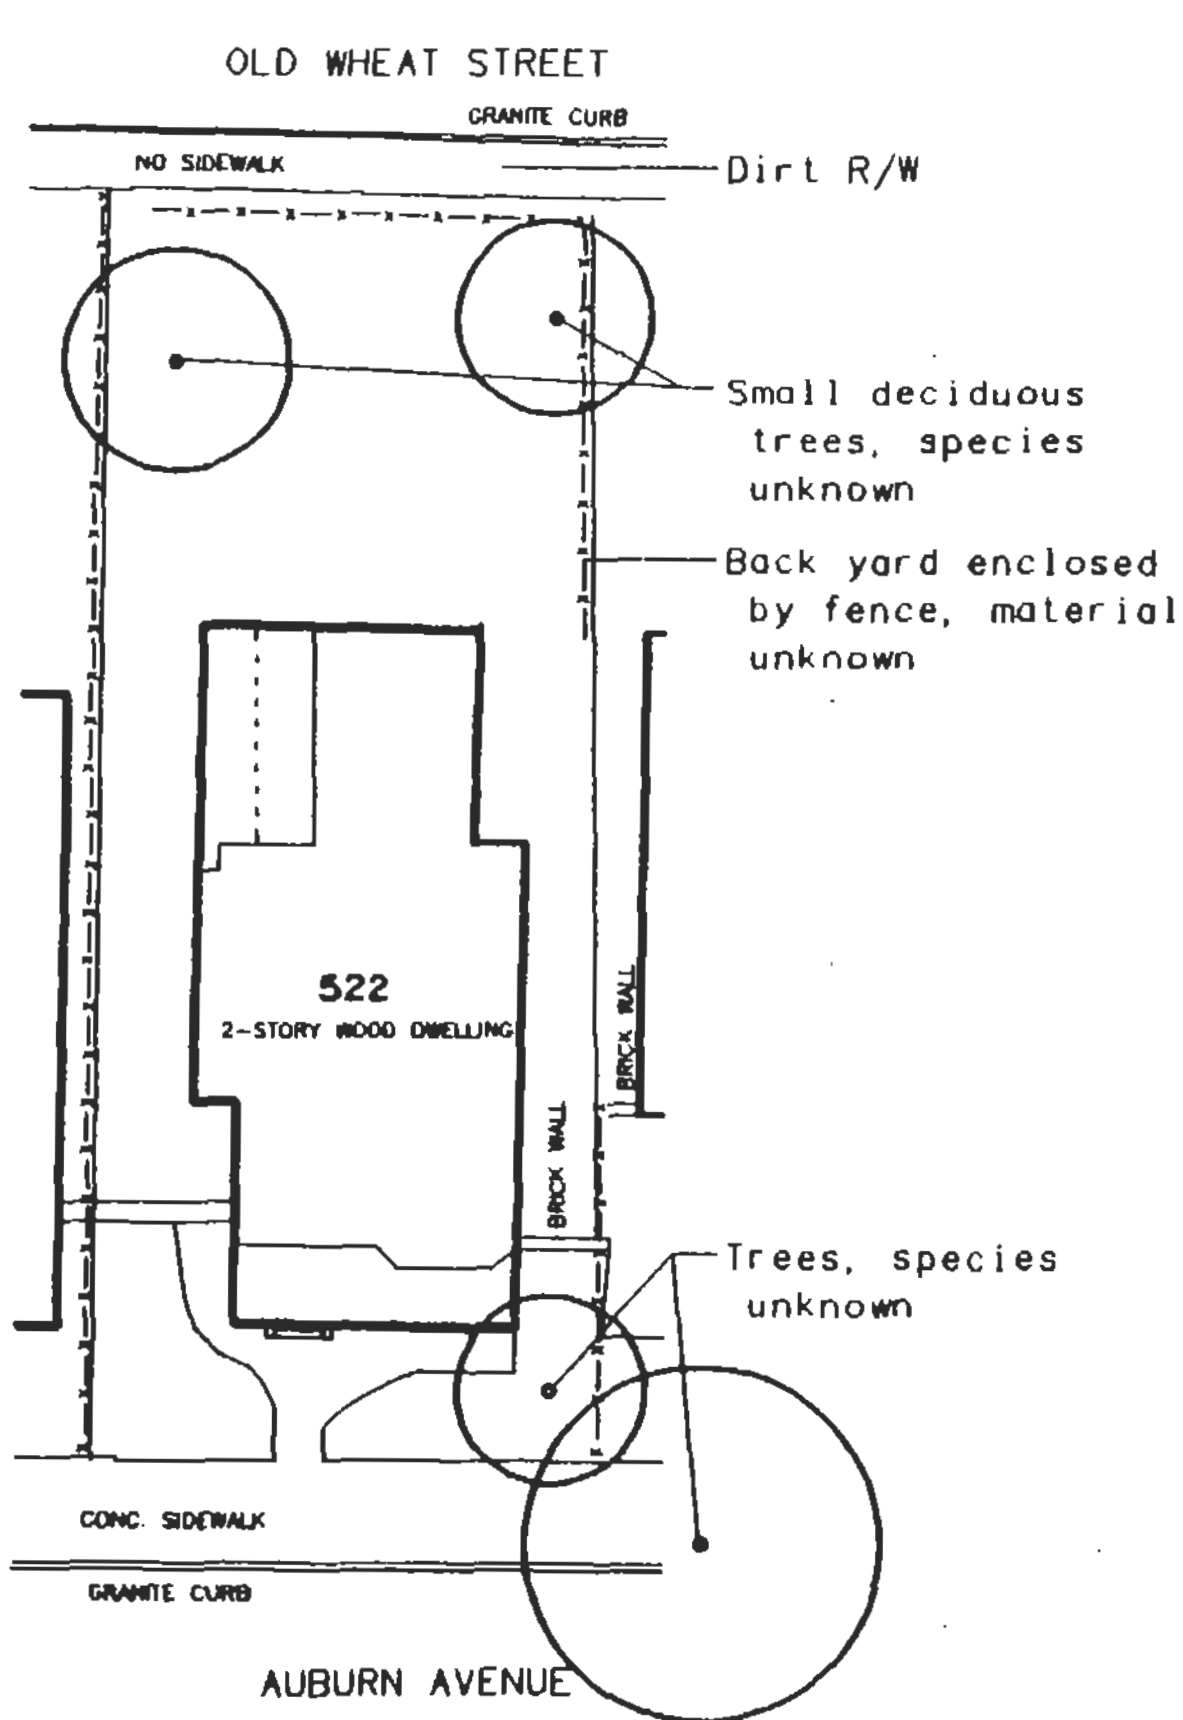 OLD WHEAT STREET
GRANITE CURB
NO SIDEWALK
Dirt R/W
Small deciduous
trees, species
unknown
Back yard enclosed
by fence, material
unknown
522
2-STORY WOOD DWELLING
BRICK WALL
BRICK WALL
Trees, species
unknown
CONC. SIDEWALK
GRANITE CURB
AUBURN AVENUE